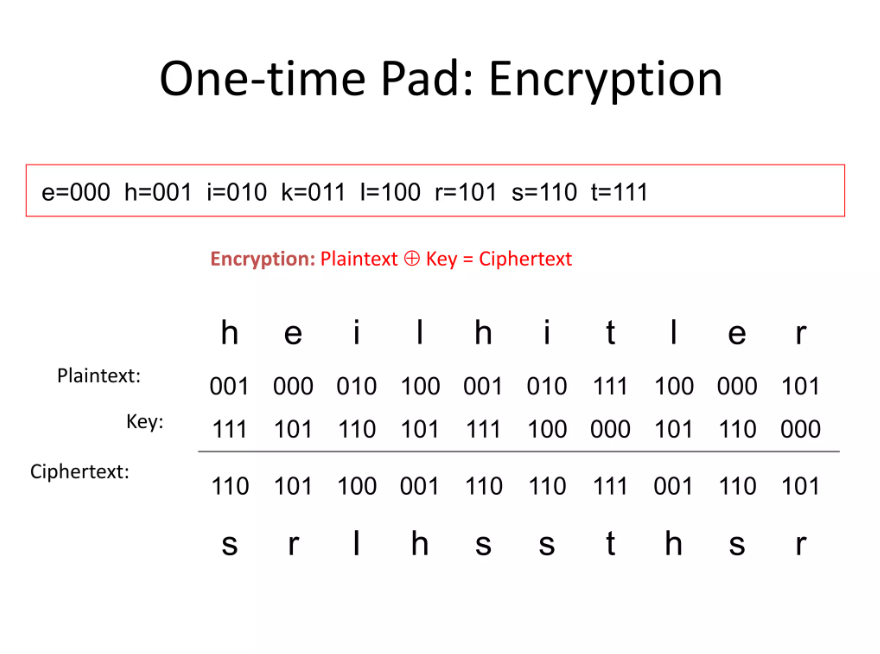 One-time Pad: Encryption
e=000 h=001 i=010 k=011 l=100 r=101 s=110 t=111
Encryption: Plaintext ⊕ Key = Ciphertext
h e i l h i t l e r
Plaintext: 001 000 010 100 001 010 111 100 000 101
Key: 111 101 110 101 111 100 000 101 110 000
Ciphertext: 110 101 100 001 110 110 111 001 110 101
s r l h s s t h s r